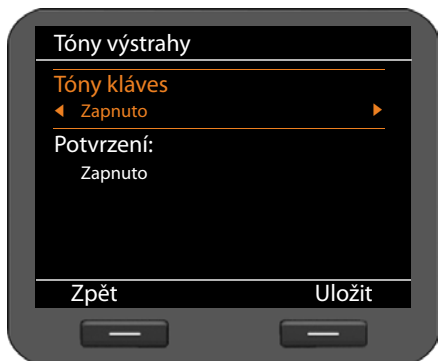 Tóny výstrahy
Tóny kláves
Zapnuto
Potvrzení:
Zapnuto
Zpět Uložit